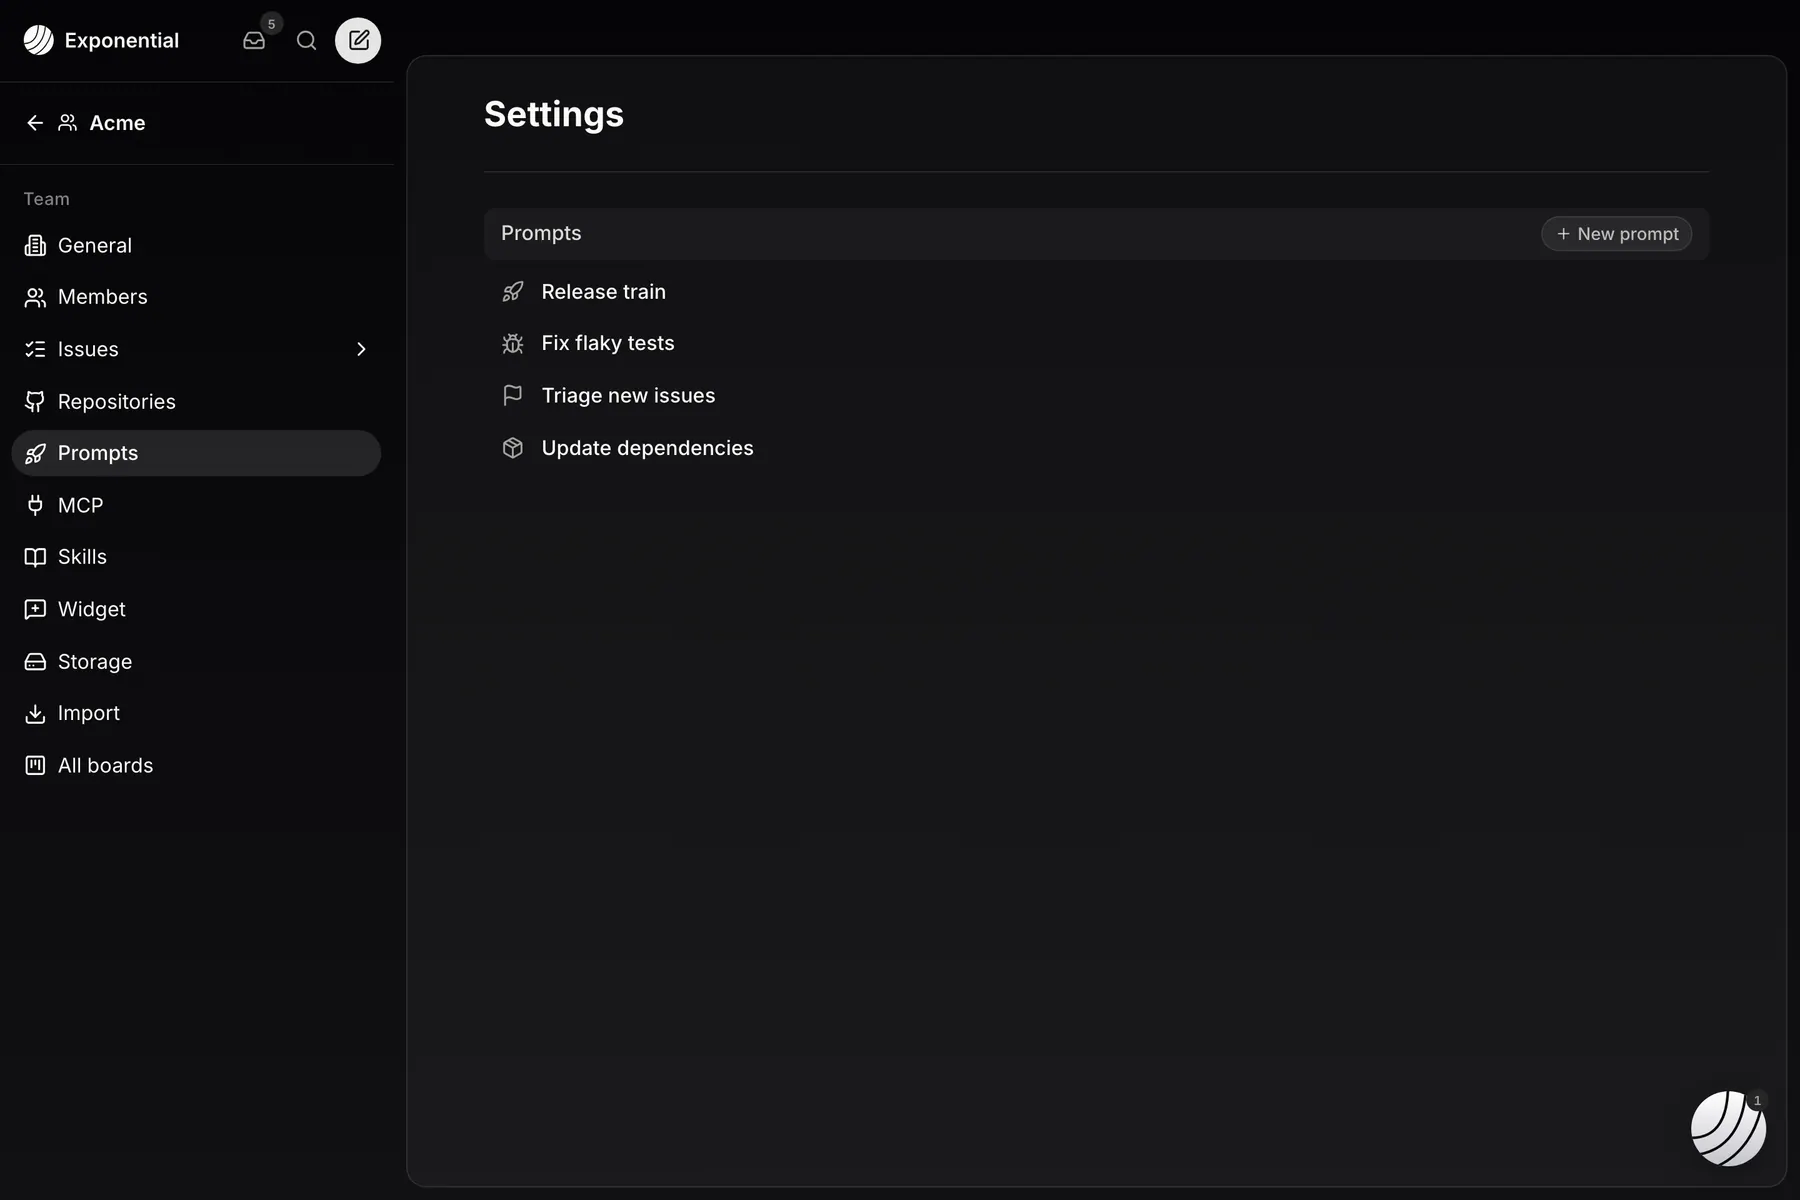 Exponential
5
Acme
Team
General
Members
Issues
Repositories
Prompts
MCP
Skills
Widget
Storage
Import
All boards
Settings
Prompts
New prompt
Release train
Fix flaky tests
Triage new issues
Update dependencies
1